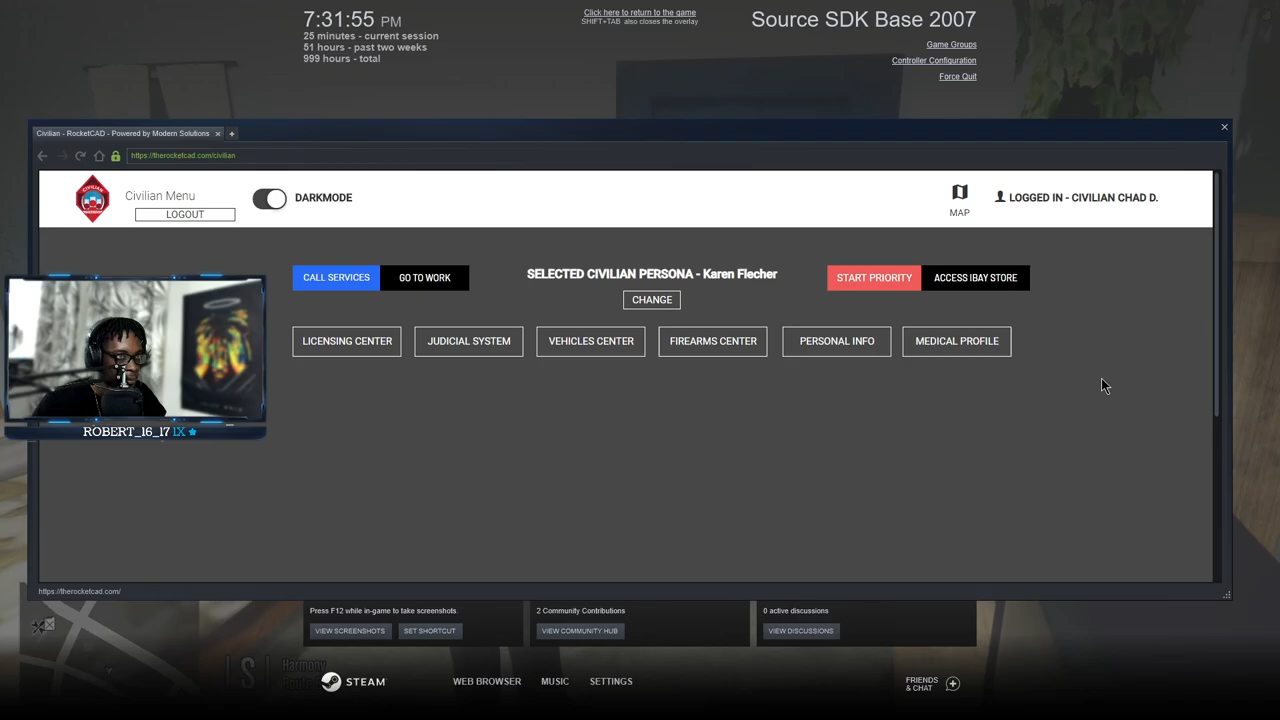 7:31:55 PM
25 minutes - current session
51 hours - past two weeks
999 hours - total
Click here to return to the game
SHIFT+TAB also closes the overlay
Source SDK Base 2007
Game Groups
Controller Configuration
Force Quit
Civilian - RocketCAD - Powered by Modern Solutions
https://therocketcad.com/civilian
CIVILIAN
Civilian Menu
LOGOUT
DARKMODE
MAP
LOGGED IN - CIVILIAN CHAD D.
CALL SERVICES
GO TO WORK
SELECTED CIVILIAN PERSONA - Karen Flecher
CHANGE
START PRIORITY
ACCESS IBAY STORE
LICENSING CENTER
JUDICIAL SYSTEM
VEHICLES CENTER
FIREARMS CENTER
PERSONAL INFO
MEDICAL PROFILE
ROBERT_16_17 IX
https://therocketcad.com/
Press F12 while in-game to take screenshots.
VIEW SCREENSHOTS
SET SHORTCUT
2 Community Contributions
VIEW COMMUNITY HUB
0 active discussions
VIEW DISCUSSIONS
S
Harmony
STEAM
WEB BROWSER
MUSIC
SETTINGS
FRIENDS
& CHAT